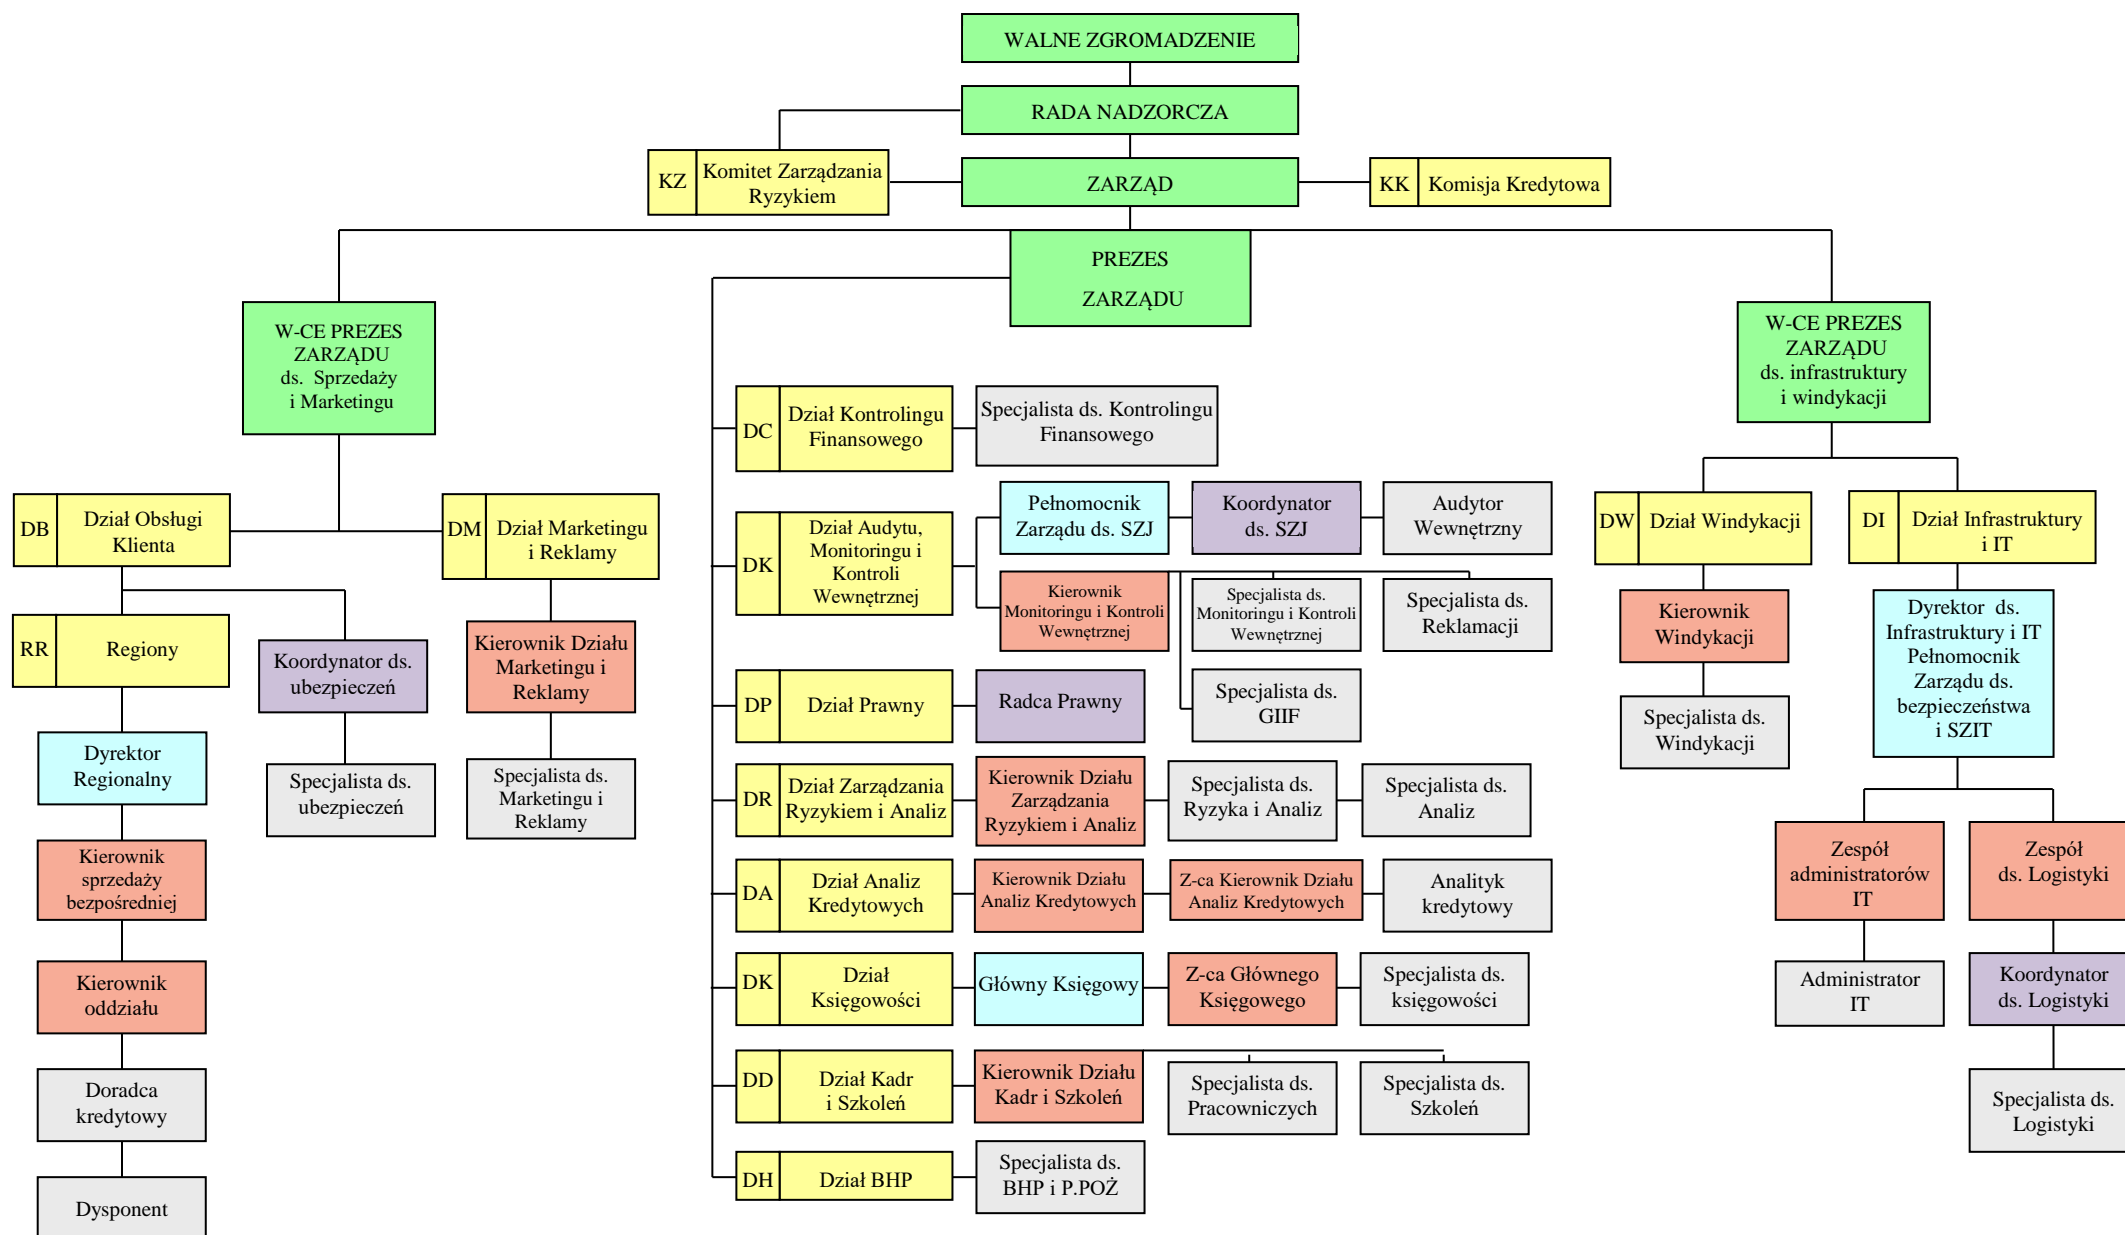 WALNE ZGROMADZENIE
RADA NADZORCZA
KZ
Komitet Zarządzania
Ryzykiem
ZARZĄD
KK
Komisja Kredytowa
PREZES
ZARZĄDU
W-CE PREZES
ZARZĄDU
ds. Sprzedaży
i Marketingu
W-CE PREZES
ZARZĄDU
ds. infrastruktury
i windykacji
DB
Dział Obsługi
Klienta
DM
Dział Marketingu
i Reklamy
RR
Regiony
Koordynator ds.
ubezpieczeń
Kierownik Działu
Marketingu i
Reklamy
Dyrektor
Regionalny
Specjalista ds.
ubezpieczeń
Specjalista ds.
Marketingu i
Reklamy
Kierownik
sprzedaży
bezpośredniej
Kierownik
oddziału
Doradca
kredytowy
Dysponent
DC
Dział Kontrolingu
Finansowego
Specjalista ds. Kontrolingu
Finansowego
DK
Dział Audytu,
Monitoringu i
Kontroli
Wewnętrznej
Pełnomocnik
Zarządu ds. SZJ
Koordynator
ds. SZJ
Audytor
Wewnętrzny
Kierownik
Monitoringu i Kontroli
Wewnętrznej
Specjalista ds.
Monitoringu i Kontroli
Wewnętrznej
Specjalista ds.
Reklamacji
DP
Dział Prawny
Radca Prawny
Specjalista ds.
GIIF
DR
Dział Zarządzania
Ryzykiem i Analiz
Kierownik Działu
Zarządzania
Ryzykiem i Analiz
Specjalista ds.
Ryzyka i Analiz
Specjalista ds.
Analiz
DA
Dział Analiz
Kredytowych
Kierownik Działu
Analiz Kredytowych
Z-ca Kierownik Działu
Analiz Kredytowych
Analityk
kredytowy
DK
Dział
Księgowości
Główny Księgowy
Z-ca Głównego
Księgowego
Specjalista ds.
księgowości
DD
Dział Kadr
i Szkoleń
Kierownik Działu
Kadr i Szkoleń
Specjalista ds.
Pracowniczych
Specjalista ds.
Szkoleń
DH
Dział BHP
Specjalista ds.
BHP i P.POŻ
DW
Dział Windykacji
DI
Dział Infrastruktury
i IT
Kierownik
Windykacji
Specjalista ds.
Windykacji
Dyrektor ds.
Infrastruktury i IT
Pełnomocnik
Zarządu ds.
bezpieczeństwa
i SZIT
Zespół
administratorów
IT
Zespół
ds. Logistyki
Administrator
IT
Koordynator
ds. Logistyki
Specjalista ds.
Logistyki